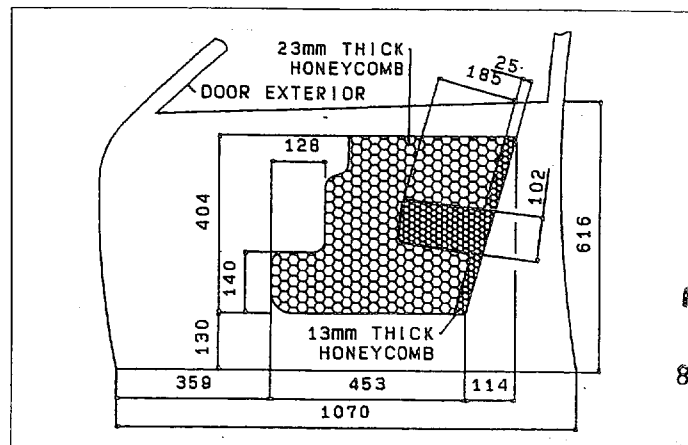 23mm THICK
HONEYCOMB
25
185
DOOR EXTERIOR
128
404
102
616
140
130
13mm THICK
HONEYCOMB
359
453
114
1070
8